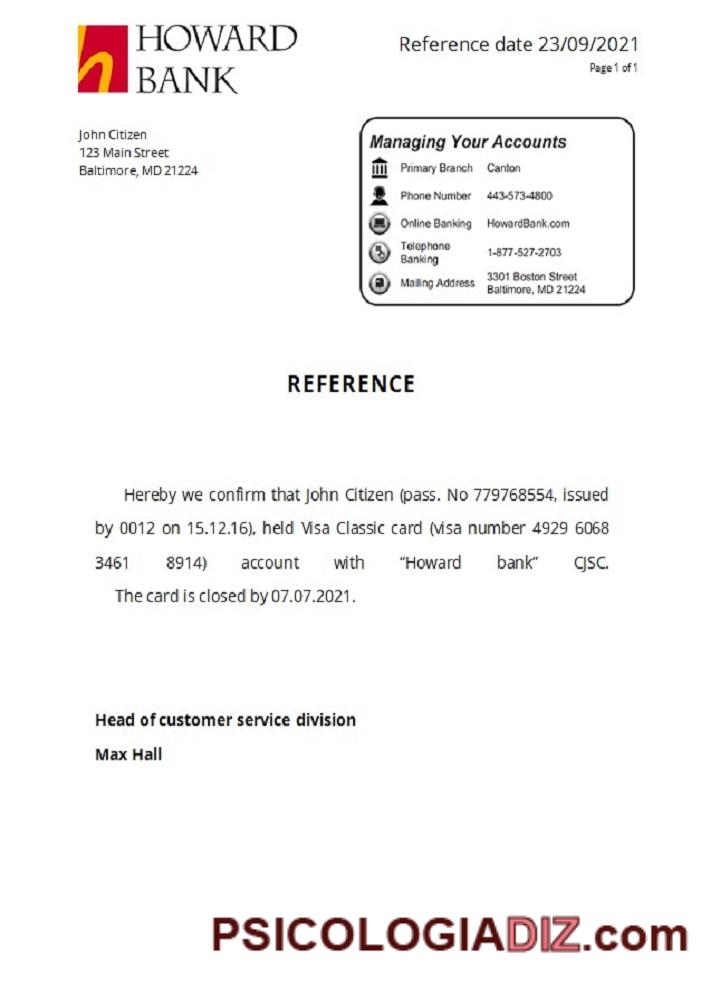 HOWARD
BANK
Reference date 23/09/2021
Page 1 of 1
John Citizen
123 Main Street
Baltimore, MD 21224
Managing Your Accounts
Primary Branch Canton
Phone Number 443-573-4800
Online Banking HowardBank.com
Telephone
Banking 1-877-527-2703
Mailing Address 3301 Boston Street
Baltimore, MD 21224
REFERENCE
Hereby we confirm that John Citizen (pass. No 779768554, issued
by 0012 on 15.12.16), held Visa Classic card (visa number 4929 6068
3461 8914) account with “Howard bank” CJSC.
The card is closed by 07.07.2021.
Head of customer service division
Max Hall
PSICOLOGIADIZ.com